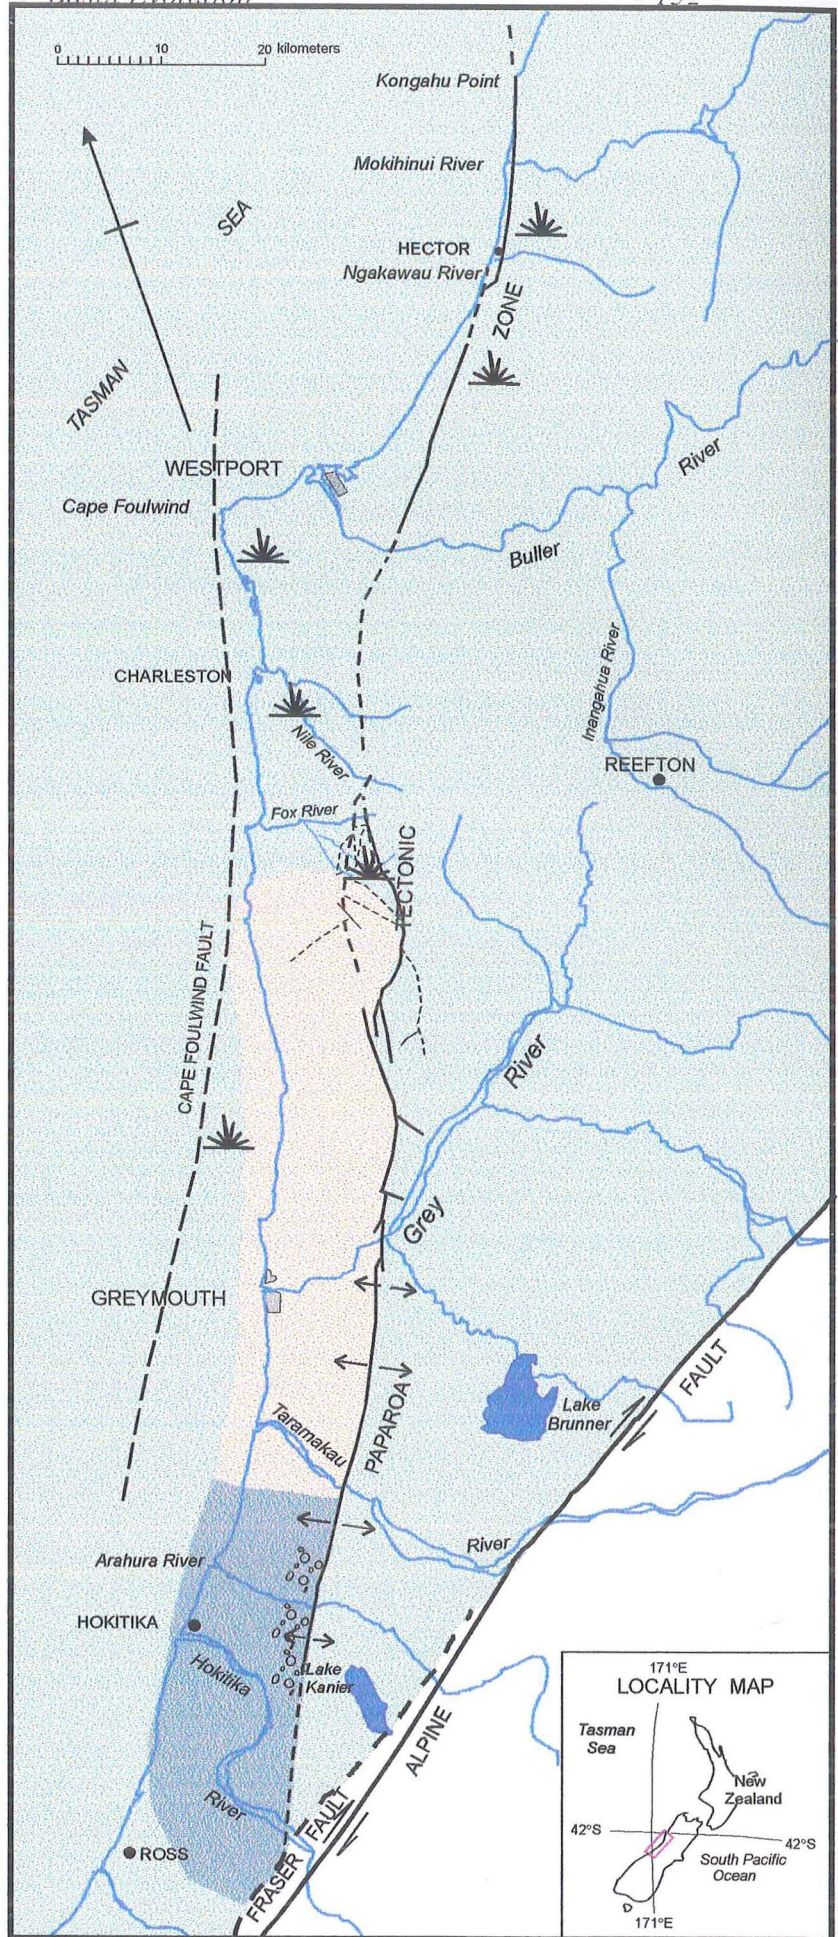 0 10 20 kilometers
Kongahu Point
Mokihinui River
SEA
HECTOR
Ngakawau River
ZONE
TASMAN
WESTPORT
River
Cape Foulwind
Buller
Inangahua River
CHARLESTON
Nile River
REEFTON
Fox River
TECTONIC
CAPE FOULWIND FAULT
River
Grey
GREYMOUTH
FAULT
Lake
Brunner
Taramakau
PAPAROA
River
Arahura River
HOKITIKA
Hokitika
Lake
Kanier
ALPINE
River
FAULT
ROSS
FRASER
171°E
LOCALITY MAP
Tasman
Sea
New
Zealand
42°S
42°S
South Pacific
Ocean
171°E